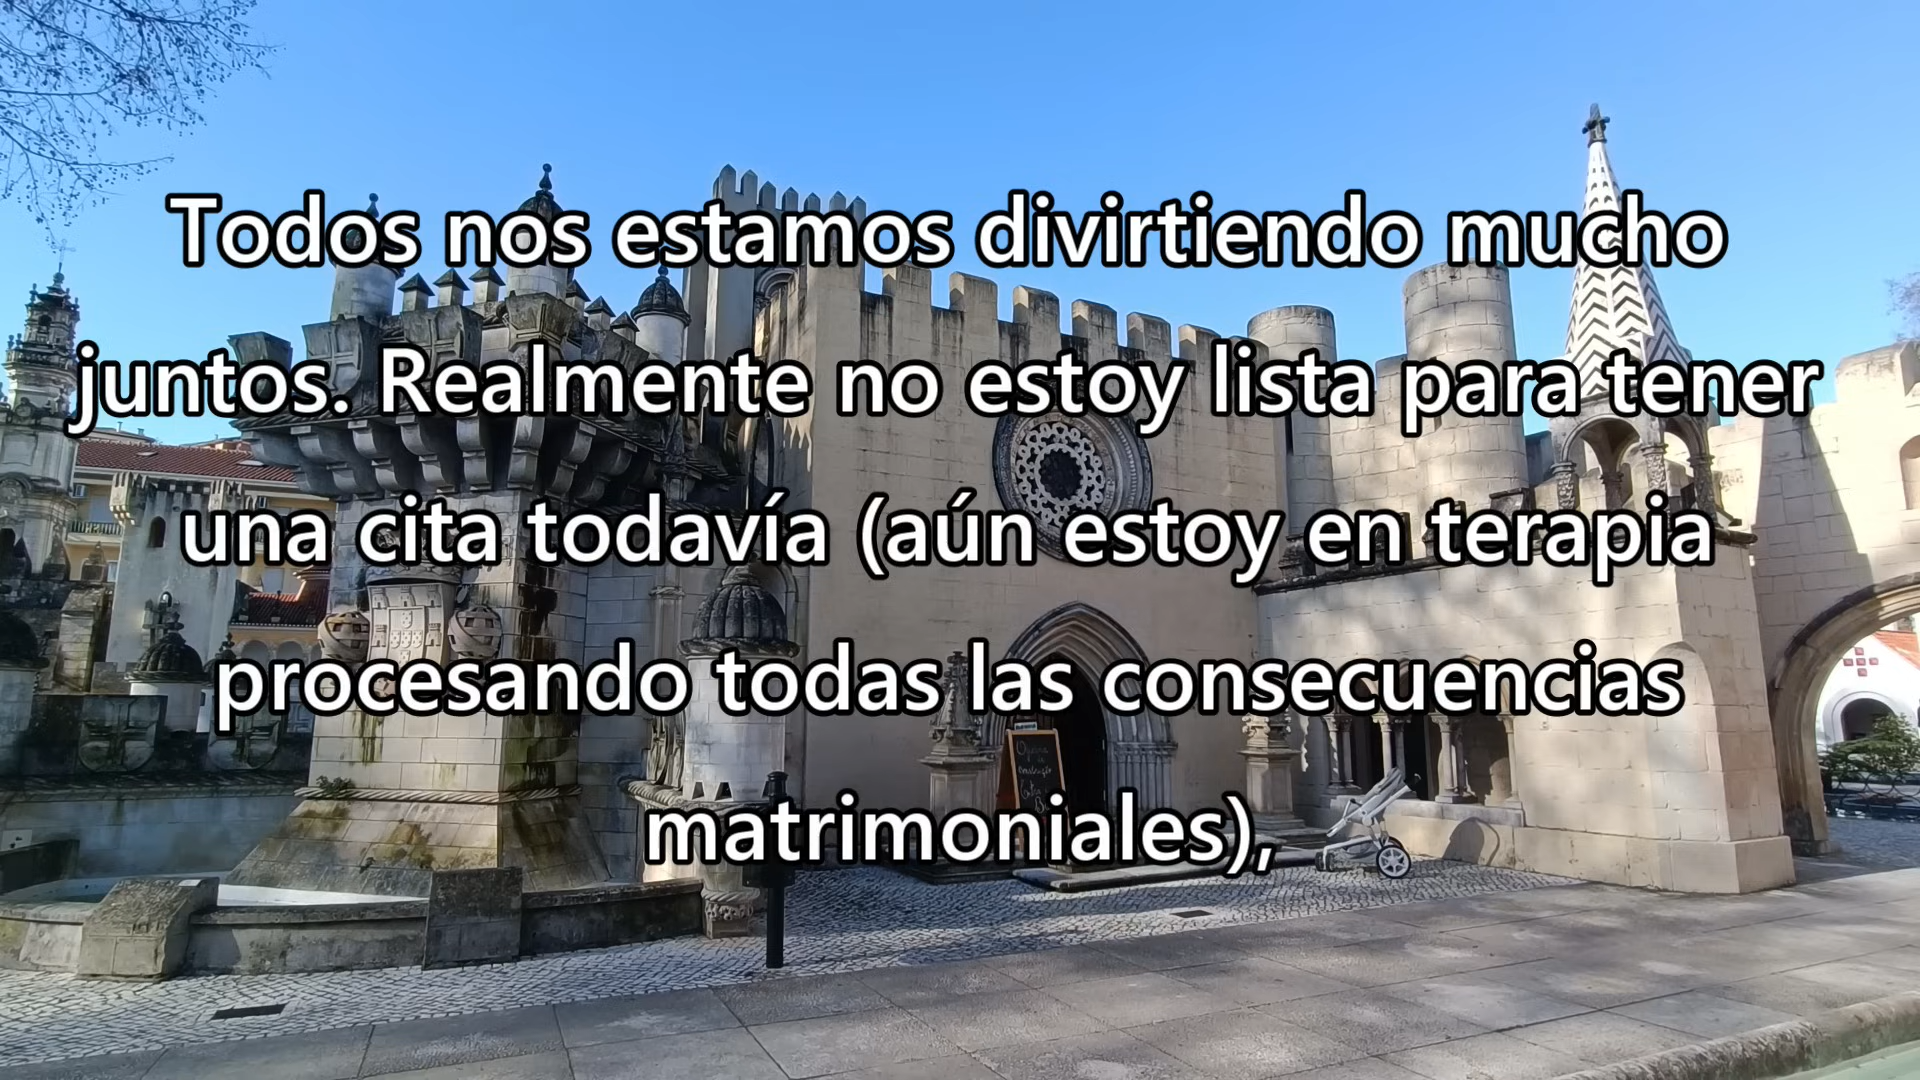 Todos nos estamos divirtiendo mucho
juntos. Realmente no estoy lista para tener
una cita todavía (aún estoy en terapia
procesando todas las consecuencias
matrimoniales),